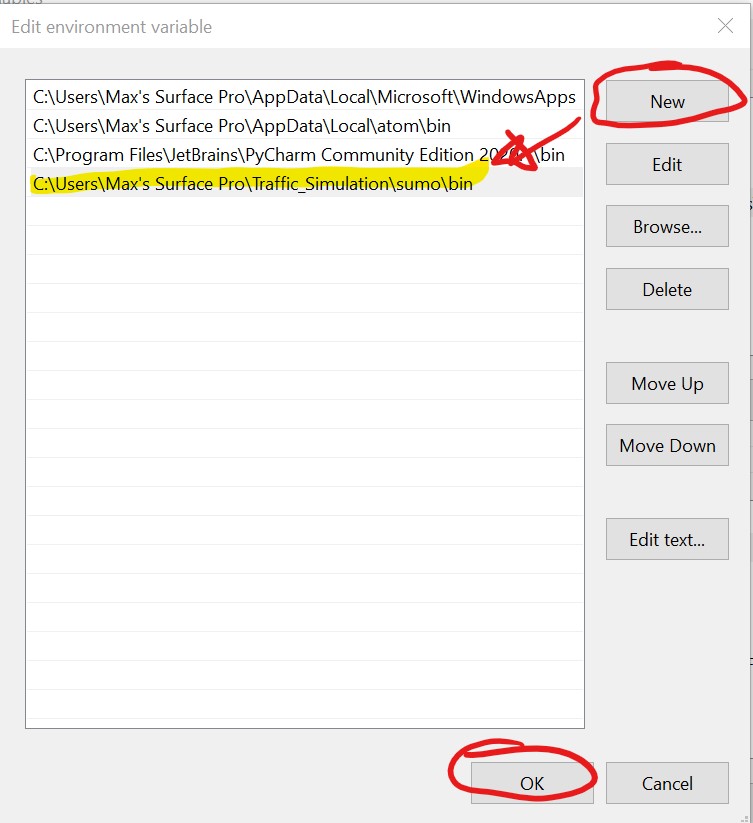 Edit environment variable
C:\Users\Max's Surface Pro\AppData\Local\Microsoft\WindowsApps
C:\Users\Max's Surface Pro\AppData\Local\atom\bin
C:\Program Files\JetBrains\PyCharm Community Edition \bin
C:\Users\Max's Surface Pro\Traffic_Simulation\sumo\bin
New
Edit
Browse...
Delete
Move Up
Move Down
Edit text...
OK
Cancel